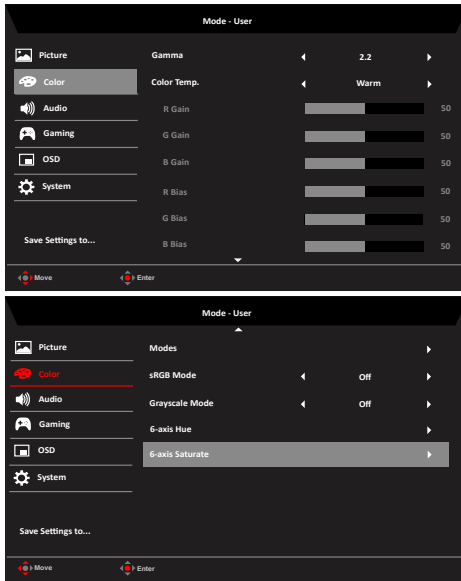 Mode - User
Picture Gamma 2.2
Color Color Temp. Warm
Audio R Gain 50
Gaming G Gain 50
OSD B Gain 50
System R Bias 50
G Bias 50
Save Settings to... B Bias 50
Move Enter
Mode - User
Picture Modes
Color sRGB Mode Off
Audio Grayscale Mode Off
Gaming 6-axis Hue
OSD 6-axis Saturate
System
Save Settings to...
Move Enter